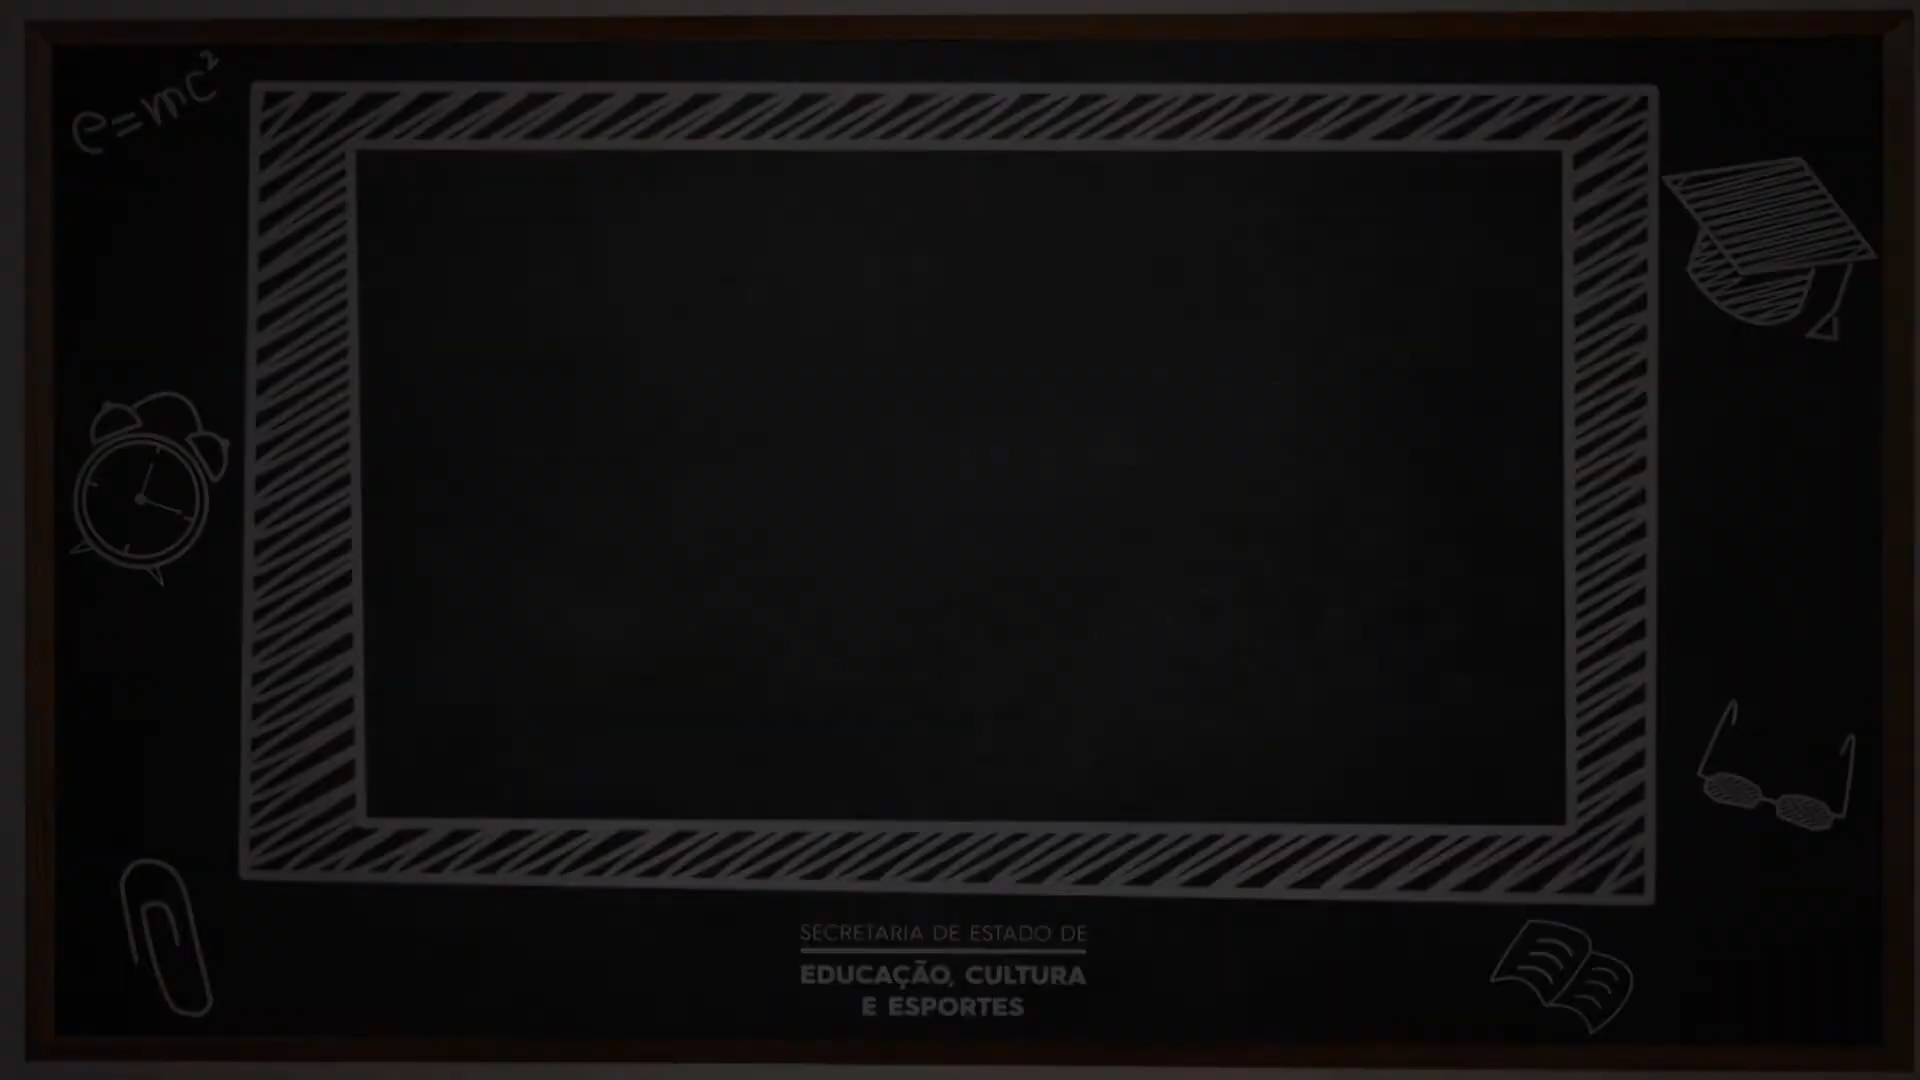 e=mc²
SECRETARIA DE ESTADO DE
EDUCAÇÃO, CULTURA
E ESPORTES